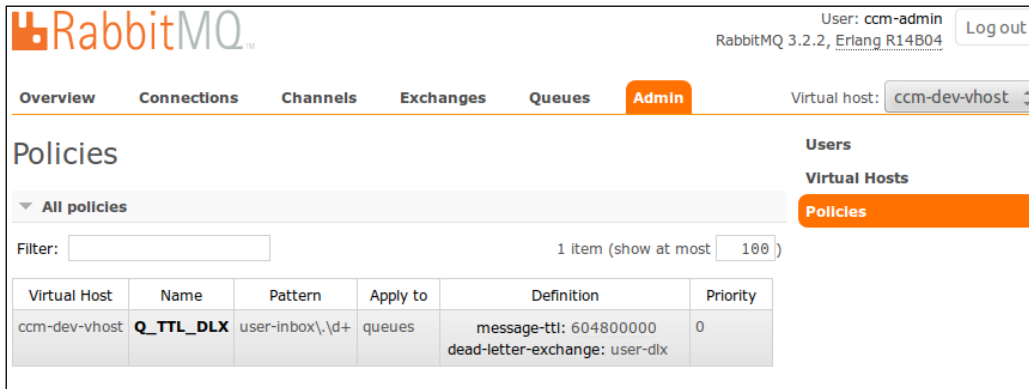 RabbitMQ™
User: ccm-admin
RabbitMQ 3.2.2, Erlang R14B04
Log out
Overview Connections Channels Exchanges Queues Admin
Virtual host: ccm-dev-vhost
Policies
Users
Virtual Hosts
Policies
All policies
Filter: 1 item (show at most 100 )
Virtual Host Name Pattern Apply to Definition Priority
ccm-dev-vhost Q_TTL_DLX user-inbox\.\d+ queues message-ttl: 604800000 0
dead-letter-exchange: user-dlx